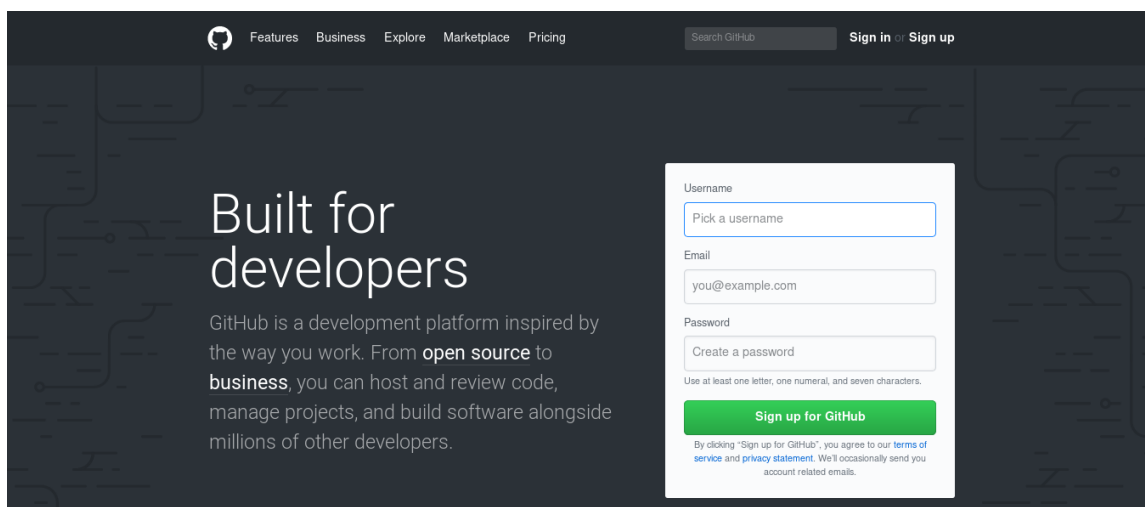 Features Business Explore Marketplace Pricing Search GitHub Sign in or Sign up
Built for
developers
GitHub is a development platform inspired by
the way you work. From open source to
business, you can host and review code,
manage projects, and build software alongside
millions of other developers.
Username
Pick a username
Email
you@example.com
Password
Create a password
Use at least one letter, one numeral, and seven characters.
Sign up for GitHub
By clicking “Sign up for GitHub”, you agree to our terms of
service and privacy statement. We’ll occasionally send you
account related emails.